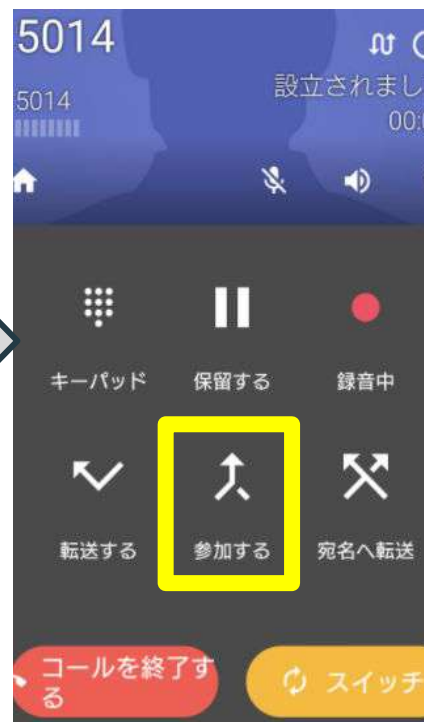 5014
5014
設立されまし
00:
キーパッド
保留する
録音中
転送する
参加する
宛名へ転送
コールを終了す
る
スイッチ